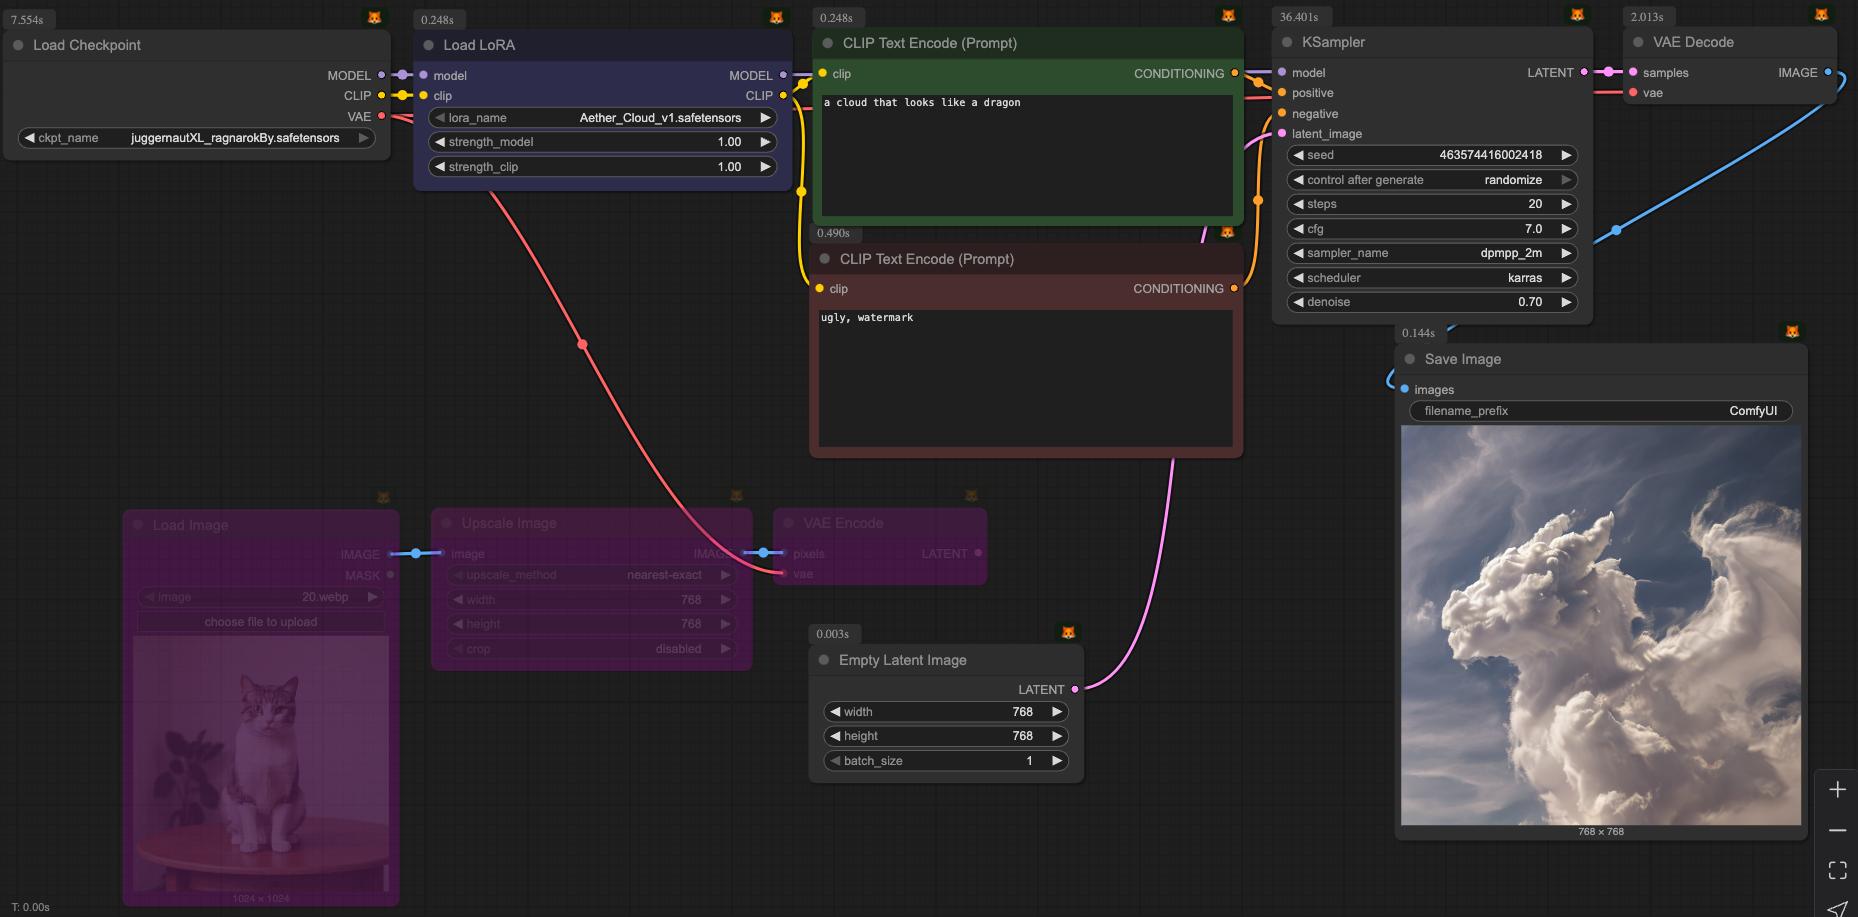 7.554s
Load Checkpoint
MODEL
CLIP
VAE
ckpt_name juggernautXL_ragnarokBy.safetensors
0.248s
Load LoRA
model MODEL
clip CLIP
lora_name Aether_Cloud_v1.safetensors
strength_model 1.00
strength_clip 1.00
0.248s
CLIP Text Encode (Prompt)
clip CONDITIONING
a cloud that looks like a dragon
0.490s
CLIP Text Encode (Prompt)
clip CONDITIONING
ugly, watermark
36.401s
KSampler
model LATENT
positive
negative
latent_image
seed 463574416002418
control after generate randomize
steps 20
cfg 7.0
sampler_name dpmpp_2m
scheduler karras
denoise 0.70
2.013s
VAE Decode
samples IMAGE
vae
0.144s
Save Image
images
filename_prefix ComfyUI
768 × 768
Load Image
IMAGE
MASK
image 20.webp
choose file to upload
1024 × 1024
Upscale Image
image IMAGE
upscale_method nearest-exact
width 768
height 768
crop disabled
VAE Encode
pixels LATENT
vae
0.003s
Empty Latent Image
LATENT
width 768
height 768
batch_size 1
T: 0.00s